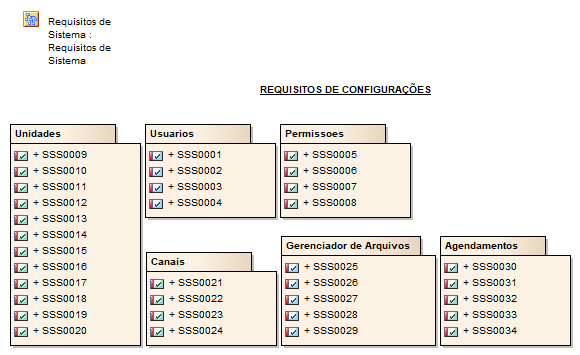 Requisitos de
Sistema :
Requisitos de
Sistema
REQUISITOS DE CONFIGURAÇÕES
Unidades
+ SSS0009
+ SSS0010
+ SSS0011
+ SSS0012
+ SSS0013
+ SSS0014
+ SSS0015
+ SSS0016
+ SSS0017
+ SSS0018
+ SSS0019
+ SSS0020
Usuarios
+ SSS0001
+ SSS0002
+ SSS0003
+ SSS0004
Permissoes
+ SSS0005
+ SSS0006
+ SSS0007
+ SSS0008
Canais
+ SSS0021
+ SSS0022
+ SSS0023
+ SSS0024
Gerenciador de Arquivos
+ SSS0025
+ SSS0026
+ SSS0027
+ SSS0028
+ SSS0029
Agendamentos
+ SSS0030
+ SSS0031
+ SSS0032
+ SSS0033
+ SSS0034